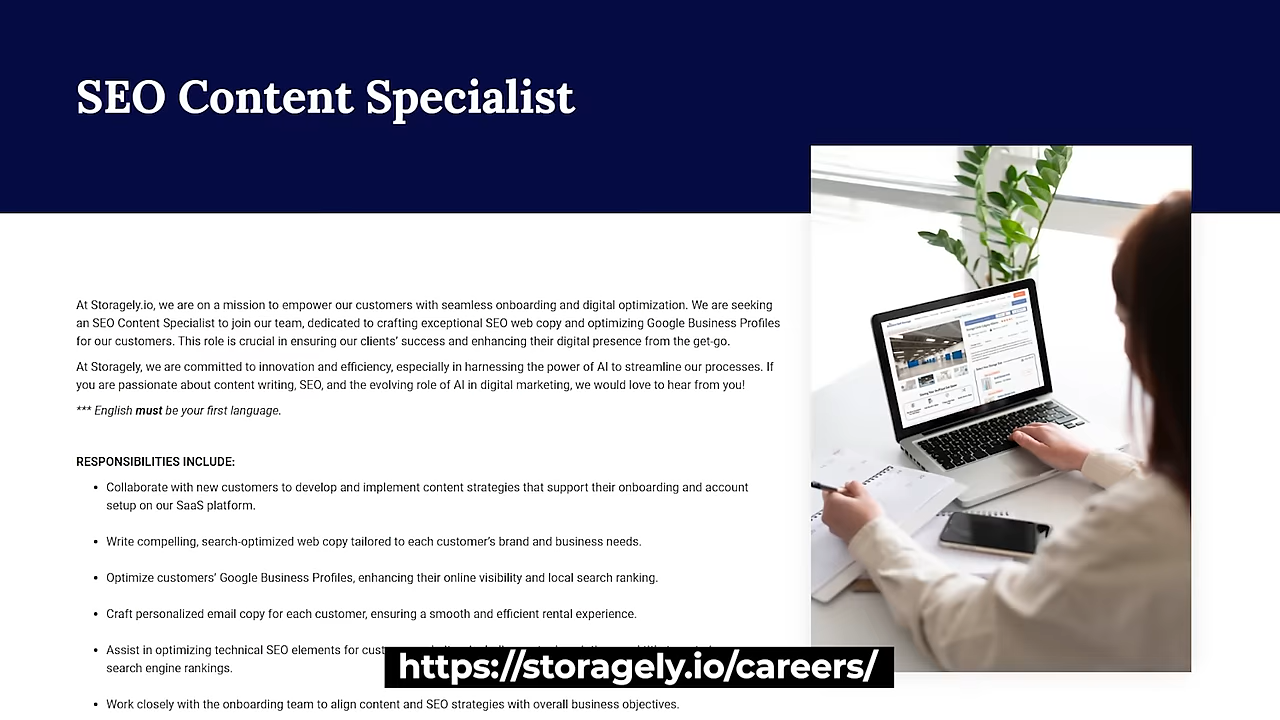 SEO Content Specialist
At Storagely.io, we are on a mission to empower our customers with seamless onboarding and digital optimization. We are seeking
an SEO Content Specialist to join our team, dedicated to crafting exceptional SEO web copy and optimizing Google Business Profiles
for our customers. This role is crucial in ensuring our clients’ success and enhancing their digital presence from the get-go.
At Storagely, we are committed to innovation and efficiency, especially in harnessing the power of AI to streamline our processes. If
you are passionate about content writing, SEO, and the evolving role of AI in digital marketing, we would love to hear from you!
*** English must be your first language.
RESPONSIBILITIES INCLUDE:
• Collaborate with new customers to develop and implement content strategies that support their onboarding and account
setup on our SaaS platform.
• Write compelling, search-optimized web copy tailored to each customer’s brand and business needs.
• Optimize customers’ Google Business Profiles, enhancing their online visibility and local search ranking.
• Craft personalized email copy for each customer, ensuring a smooth and efficient rental experience.
• Assist in optimizing technical SEO elements for
search engine rankings.
https://storagely.io/careers/
• Work closely with the onboarding team to align content and SEO strategies with overall business objectives.